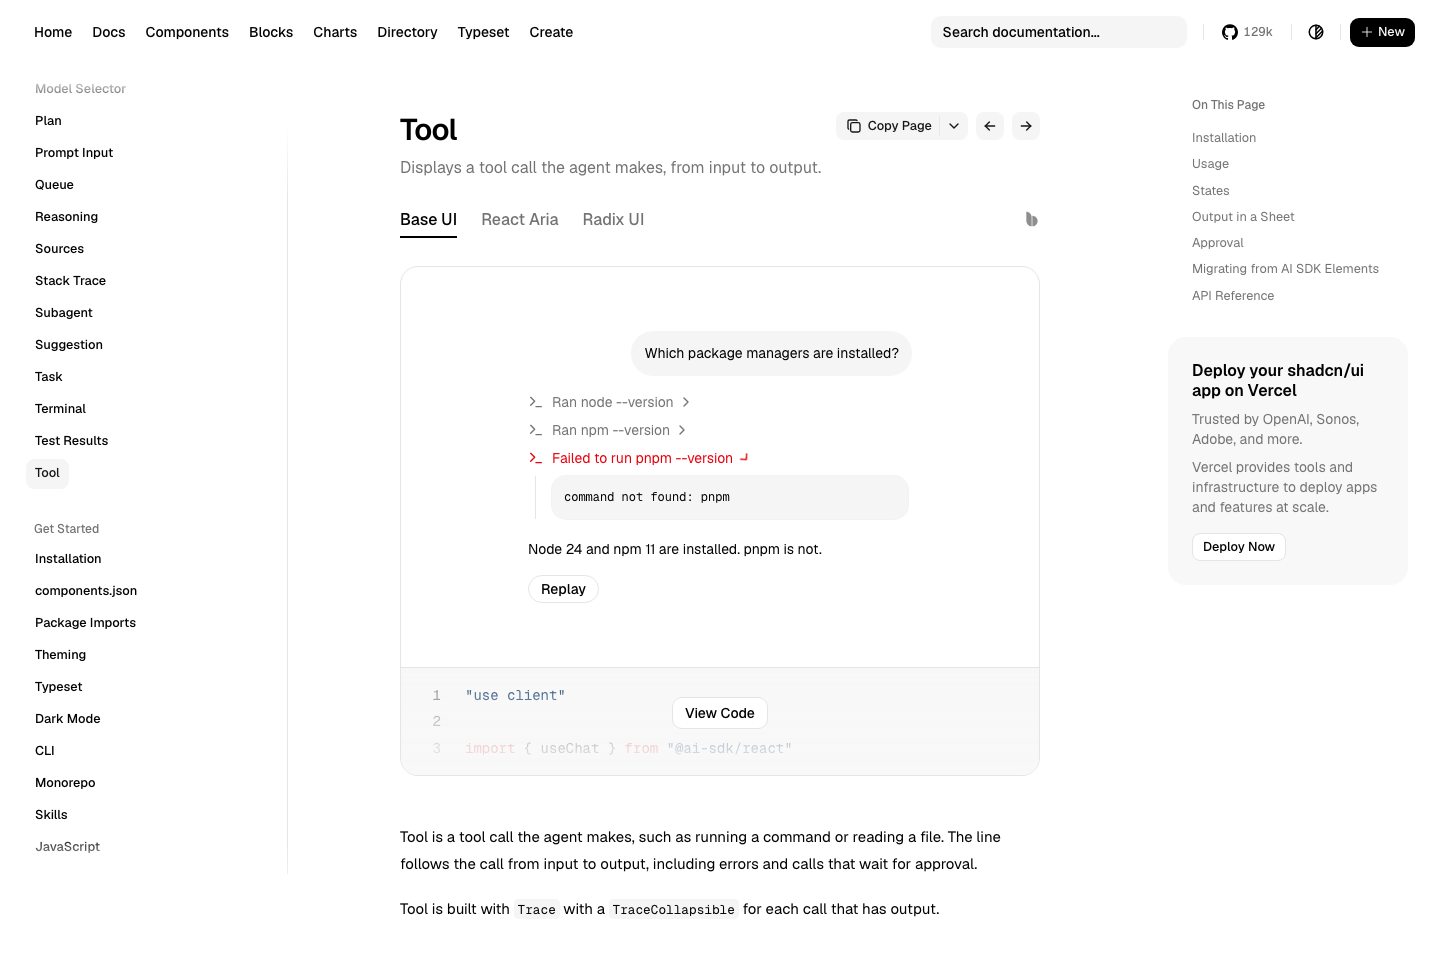 Home Docs Components Blocks Charts Directory Typeset Create
Search documentation...
129k
New
Model Selector
Plan
Prompt Input
Queue
Reasoning
Sources
Stack Trace
Subagent
Suggestion
Task
Terminal
Test Results
Tool
Get Started
Installation
components.json
Package Imports
Theming
Typeset
Dark Mode
CLI
Monorepo
Skills
JavaScript
Tool
Copy Page
Displays a tool call the agent makes, from input to output.
Base UI React Aria Radix UI
Which package managers are installed?
Ran node --version
Ran npm --version
Failed to run pnpm --version
command not found: pnpm
Node 24 and npm 11 are installed. pnpm is not.
Replay
1 "use client"
2
View Code
3 import { useChat } from "@ai-sdk/react"
Tool is a tool call the agent makes, such as running a command or reading a file. The line
follows the call from input to output, including errors and calls that wait for approval.
Tool is built with Trace with a TraceCollapsible for each call that has output.
On This Page
Installation
Usage
States
Output in a Sheet
Approval
Migrating from AI SDK Elements
API Reference
Deploy your shadcn/ui
app on Vercel
Trusted by OpenAI, Sonos,
Adobe, and more.
Vercel provides tools and
infrastructure to deploy apps
and features at scale.
Deploy Now